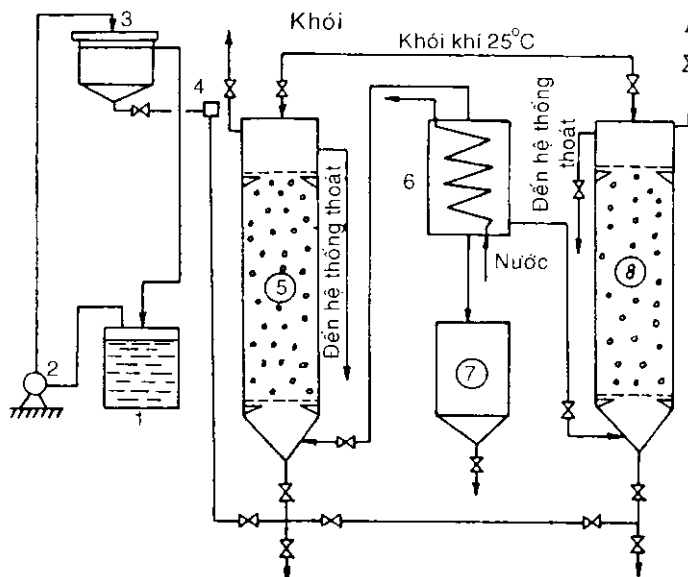 3
Khói
Khói khí 25°C
4
6
Đến hệ thống thoát
Đến hệ thống
thoát
5
8
Nước
7
2
1